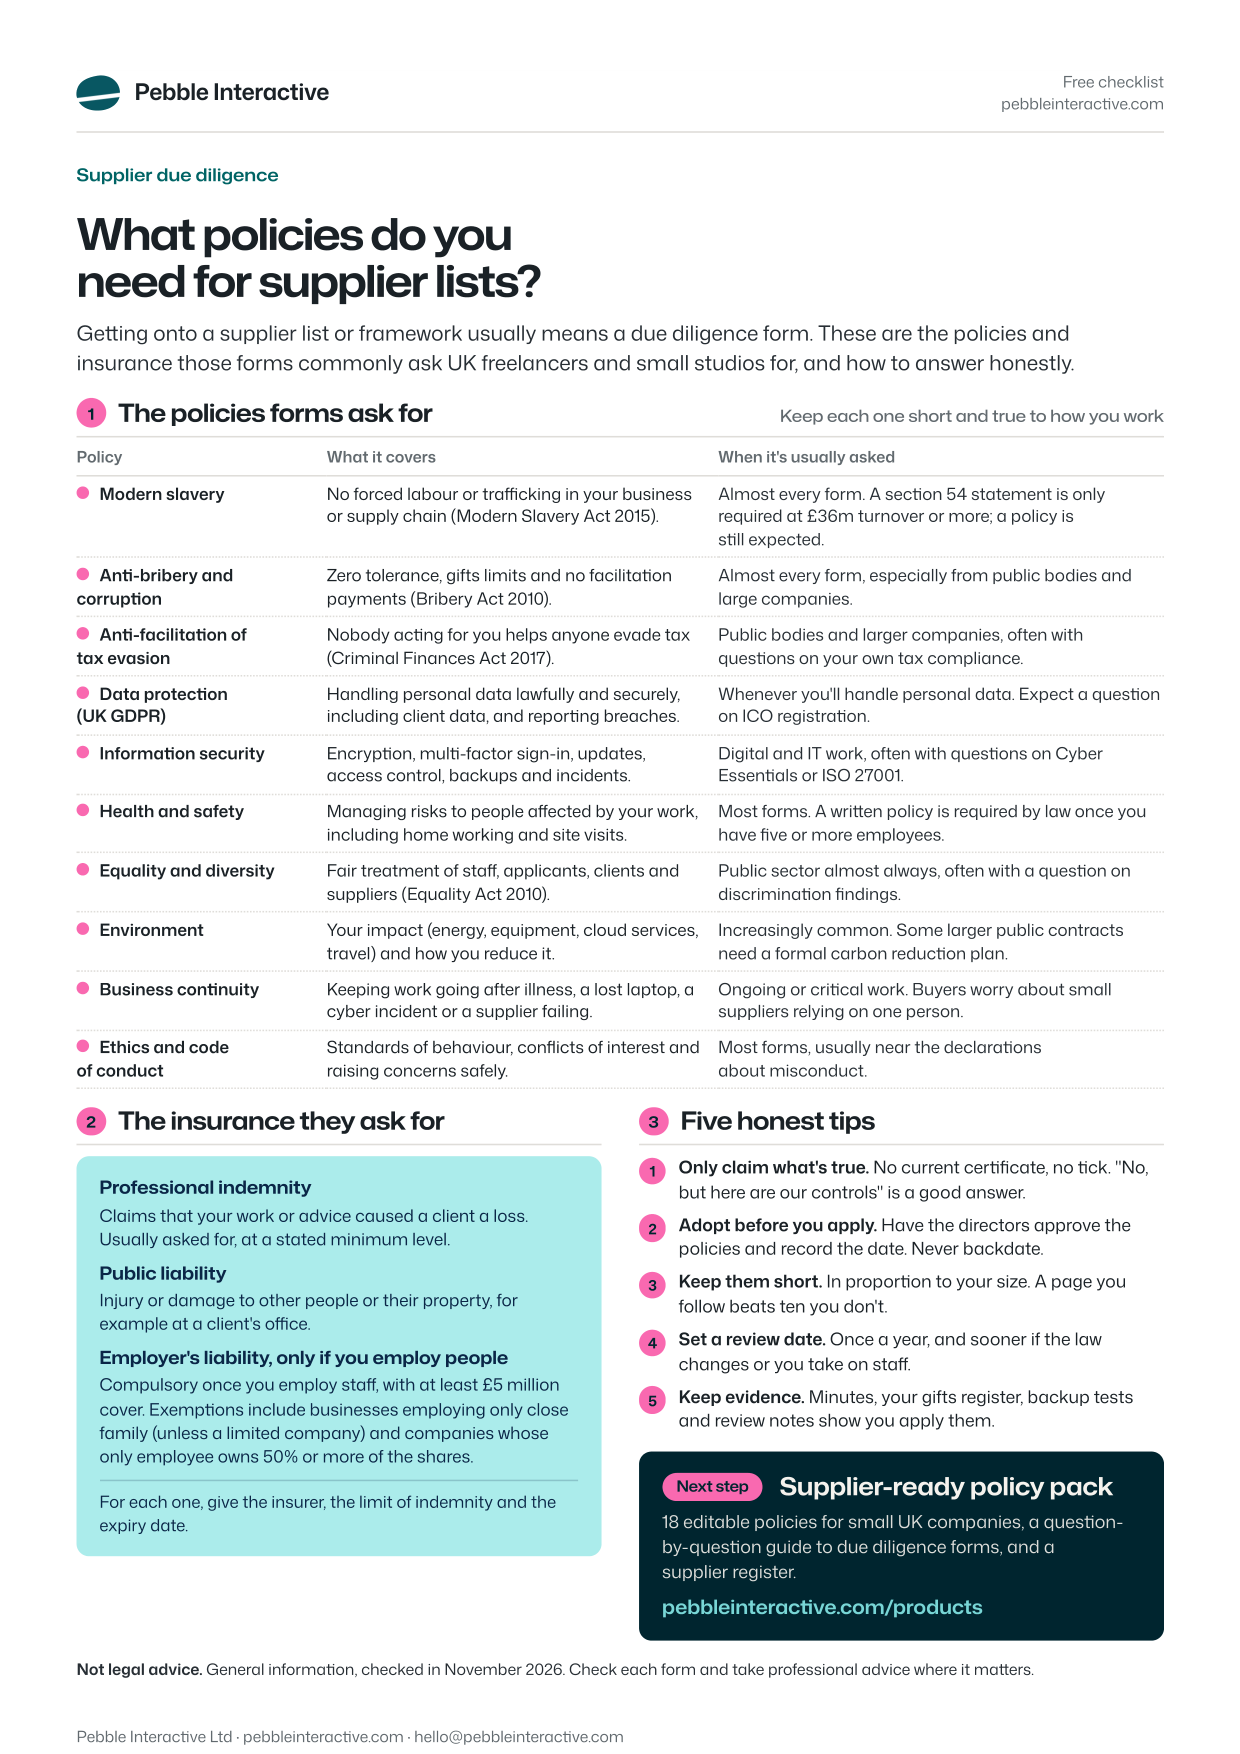 Pebble Interactive
Free checklist
pebbleinteractive.com
Supplier due diligence
What policies do you
need for supplier lists?
Getting onto a supplier list or framework usually means a due diligence form. These are the policies and
insurance those forms commonly ask UK freelancers and small studios for, and how to answer honestly.
1 The policies forms ask for
Keep each one short and true to how you work
Policy
What it covers
When it's usually asked
Modern slavery
No forced labour or trafficking in your business
or supply chain (Modern Slavery Act 2015).
Almost every form. A section 54 statement is only
required at £36m turnover or more; a policy is
still expected.
Anti-bribery and
corruption
Zero tolerance, gifts limits and no facilitation
payments (Bribery Act 2010).
Almost every form, especially from public bodies and
large companies.
Anti-facilitation of
tax evasion
Nobody acting for you helps anyone evade tax
(Criminal Finances Act 2017).
Public bodies and larger companies, often with
questions on your own tax compliance.
Data protection
(UK GDPR)
Handling personal data lawfully and securely,
including client data, and reporting breaches.
Whenever you'll handle personal data. Expect a question
on ICO registration.
Information security
Encryption, multi-factor sign-in, updates,
access control, backups and incidents.
Digital and IT work, often with questions on Cyber
Essentials or ISO 27001.
Health and safety
Managing risks to people affected by your work,
including home working and site visits.
Most forms. A written policy is required by law once you
have five or more employees.
Equality and diversity
Fair treatment of staff, applicants, clients and
suppliers (Equality Act 2010).
Public sector almost always, often with a question on
discrimination findings.
Environment
Your impact (energy, equipment, cloud services,
travel) and how you reduce it.
Increasingly common. Some larger public contracts
need a formal carbon reduction plan.
Business continuity
Keeping work going after illness, a lost laptop, a
cyber incident or a supplier failing.
Ongoing or critical work. Buyers worry about small
suppliers relying on one person.
Ethics and code
of conduct
Standards of behaviour, conflicts of interest and
raising concerns safely.
Most forms, usually near the declarations
about misconduct.
2 The insurance they ask for
Professional indemnity
Claims that your work or advice caused a client a loss.
Usually asked for, at a stated minimum level.
Public liability
Injury or damage to other people or their property, for
example at a client's office.
Employer's liability, only if you employ people
Compulsory once you employ staff, with at least £5 million
cover. Exemptions include businesses employing only close
family (unless a limited company) and companies whose
only employee owns 50% or more of the shares.
For each one, give the insurer, the limit of indemnity and the
expiry date.
3 Five honest tips
1 Only claim what's true. No current certificate, no tick. "No,
but here are our controls" is a good answer.
2 Adopt before you apply. Have the directors approve the
policies and record the date. Never backdate.
3 Keep them short. In proportion to your size. A page you
follow beats ten you don't.
4 Set a review date. Once a year, and sooner if the law
changes or you take on staff.
5 Keep evidence. Minutes, your gifts register, backup tests
and review notes show you apply them.
Next step Supplier-ready policy pack
18 editable policies for small UK companies, a question-
by-question guide to due diligence forms, and a
supplier register.
pebbleinteractive.com/products
Not legal advice. General information, checked in November 2026. Check each form and take professional advice where it matters.
Pebble Interactive Ltd · pebbleinteractive.com · hello@pebbleinteractive.com